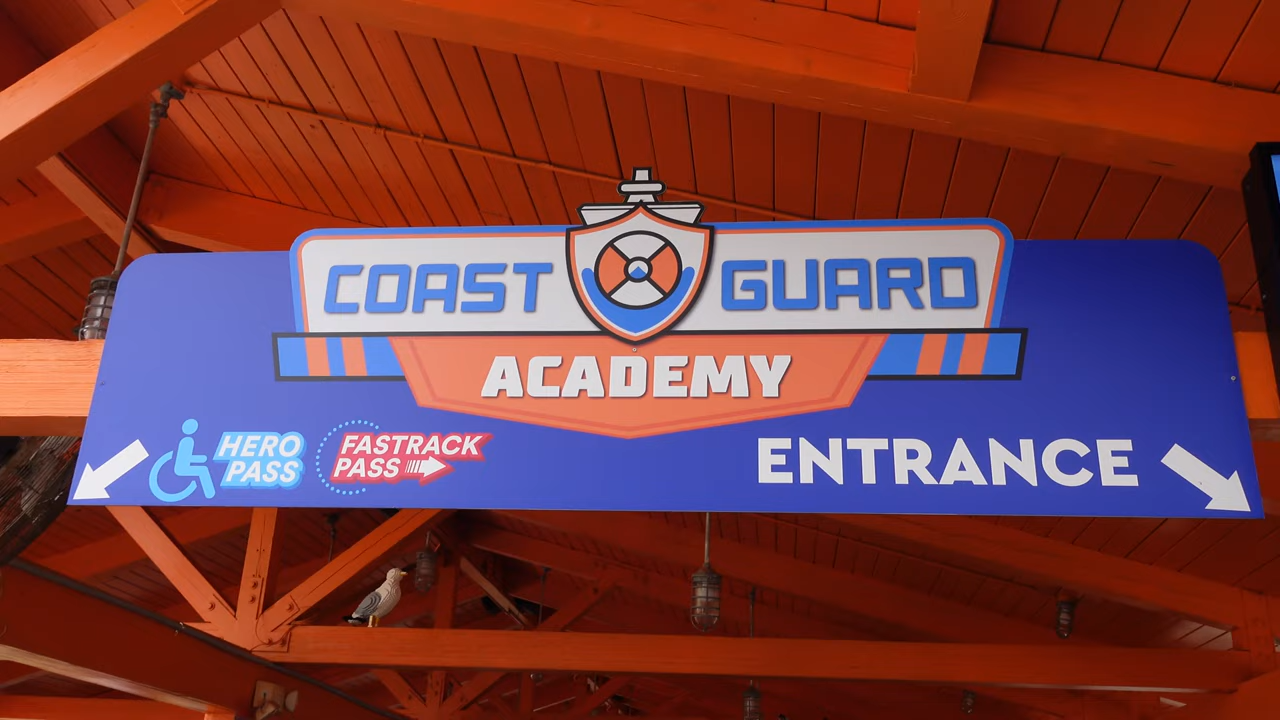 COAST GUARD
ACADEMY
HERO
PASS
FASTRACK
PASS
ENTRANCE